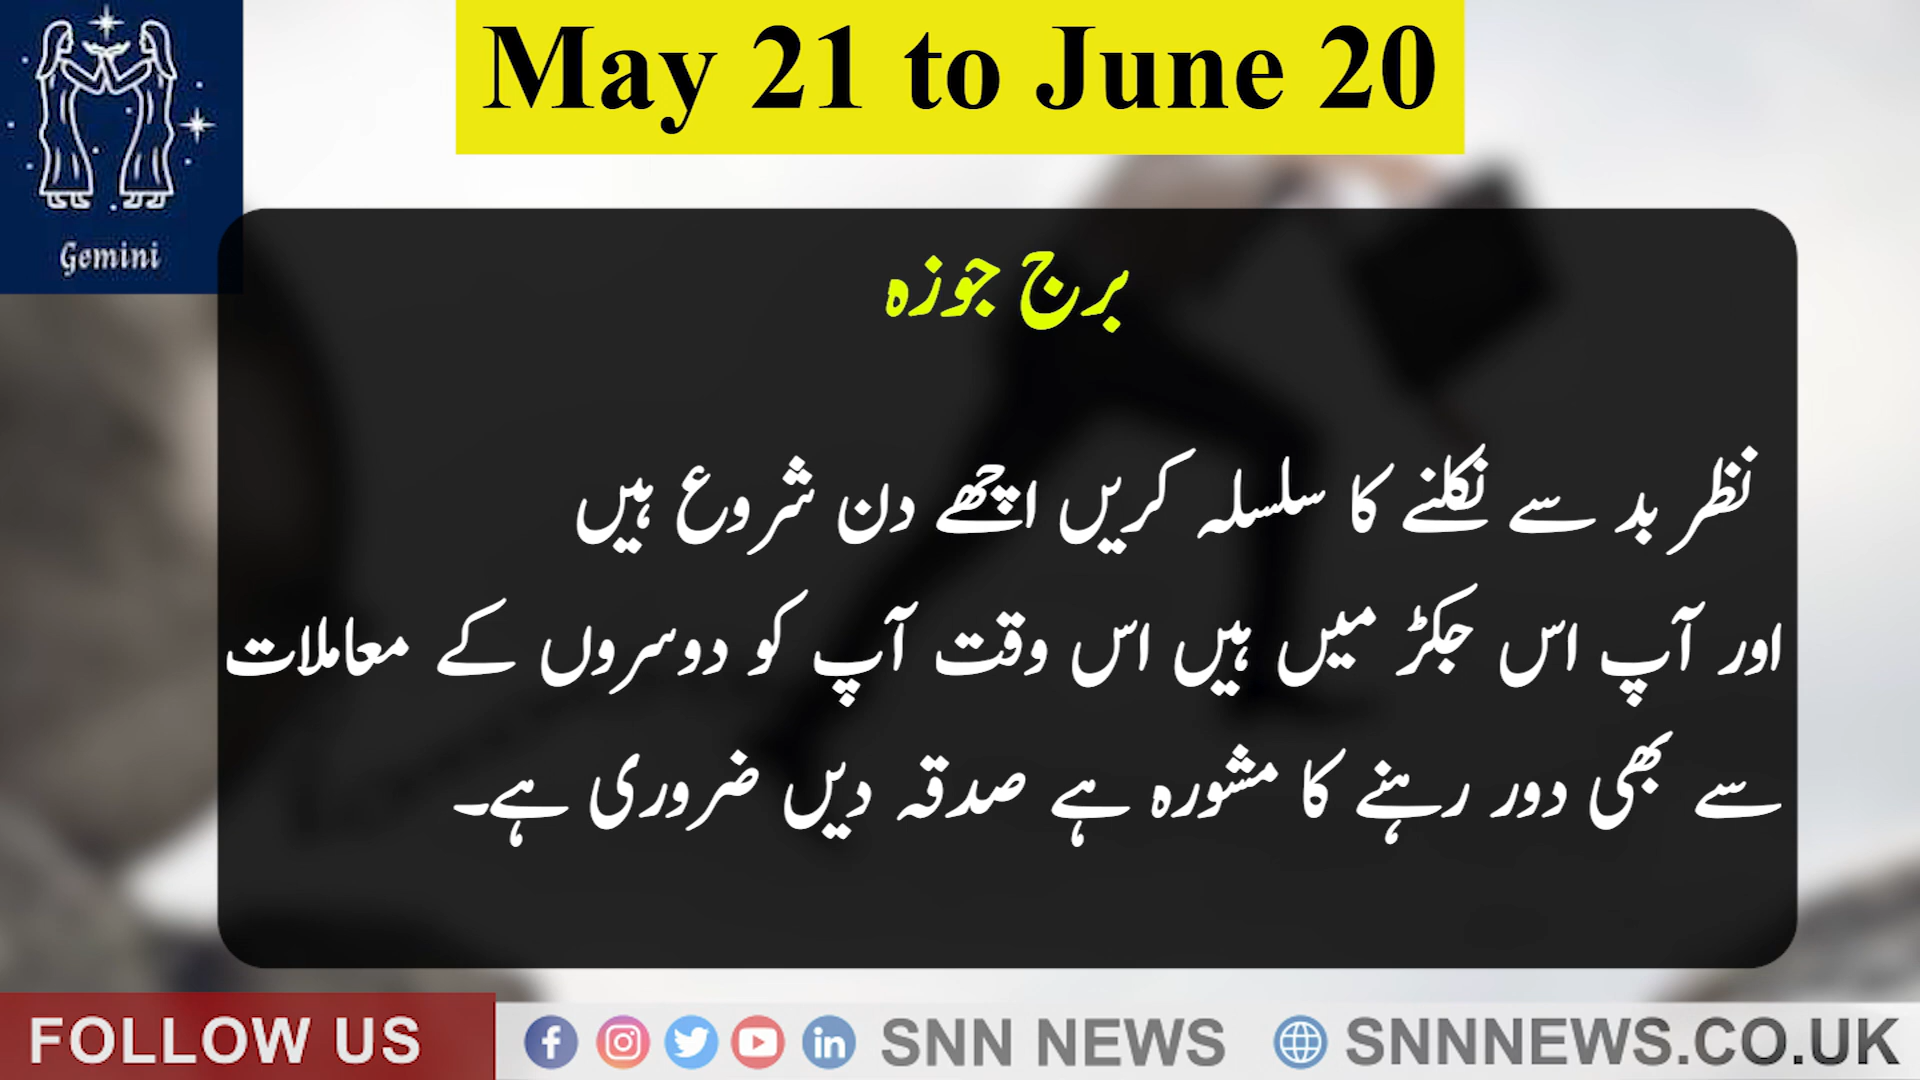 May 21 to June 20
Gemini
برج جوزہ
نظر بد سے نکلنے کا سلسلہ کریں اچھے دن شروع ہیں
اور آپ اس جکڑ میں ہیں اس وقت آپ کو دوسروں کے معاملات
سے بھی دور رہنے کا مشورہ ہے صدقہ دیں ضروری ہے۔
FOLLOW US SNN NEWS SNNNEWS.CO.UK